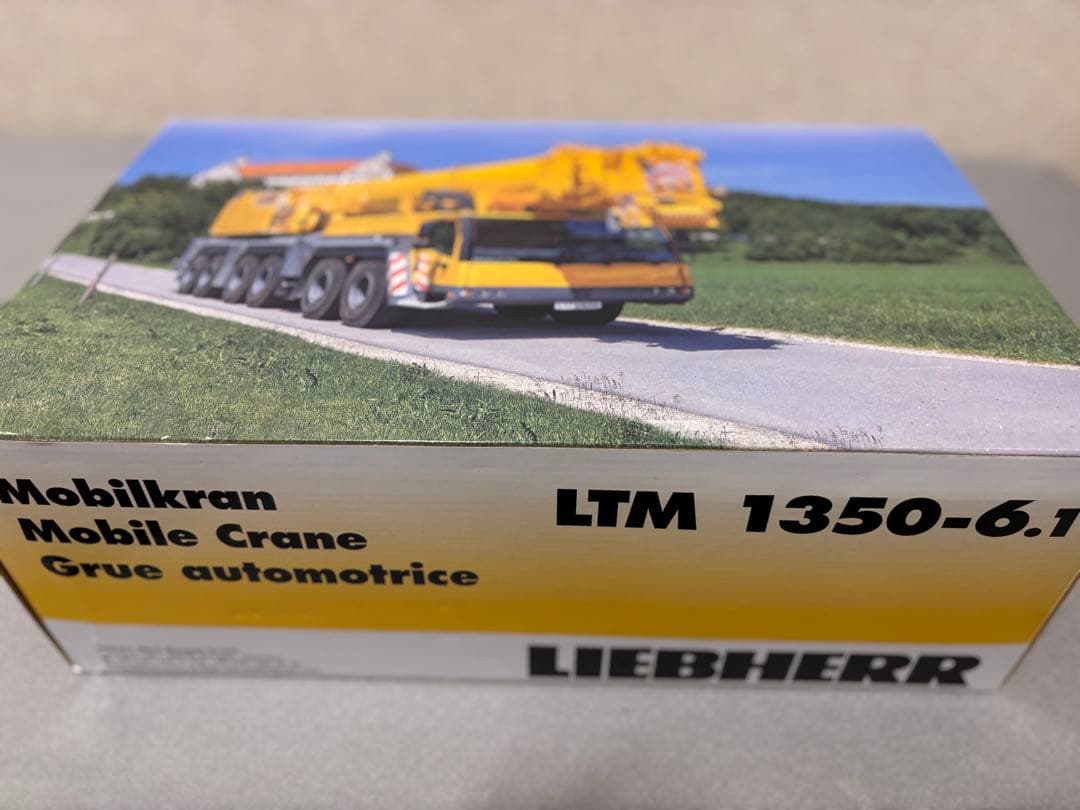 Mobilkran
Mobile Crane
Grue automotrice
LTM 1350-6.1
LIEBHERR